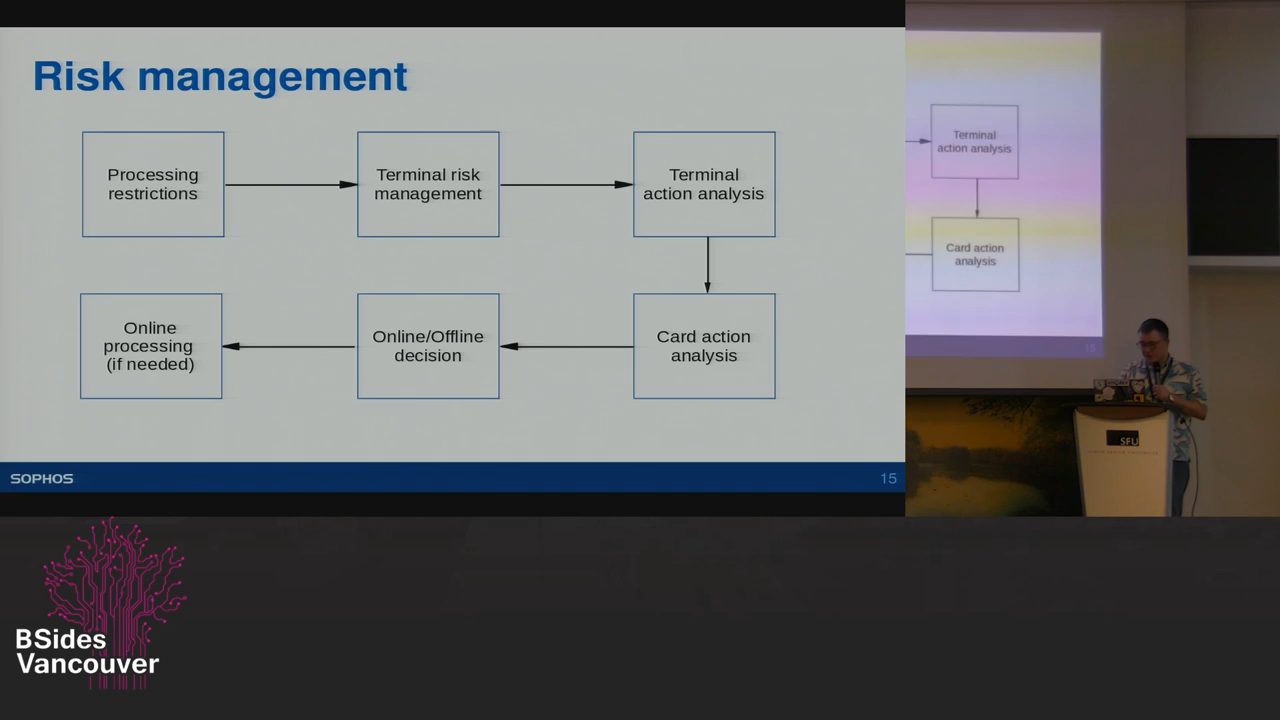 Risk management
Processing
restrictions
Terminal risk
management
Terminal
action analysis
Online
processing
(if needed)
Online/Offline
decision
Card action
analysis
SOPHOS
15
Terminal
action analysis
Card action
analysis
15
SFU
BSides
Vancouver